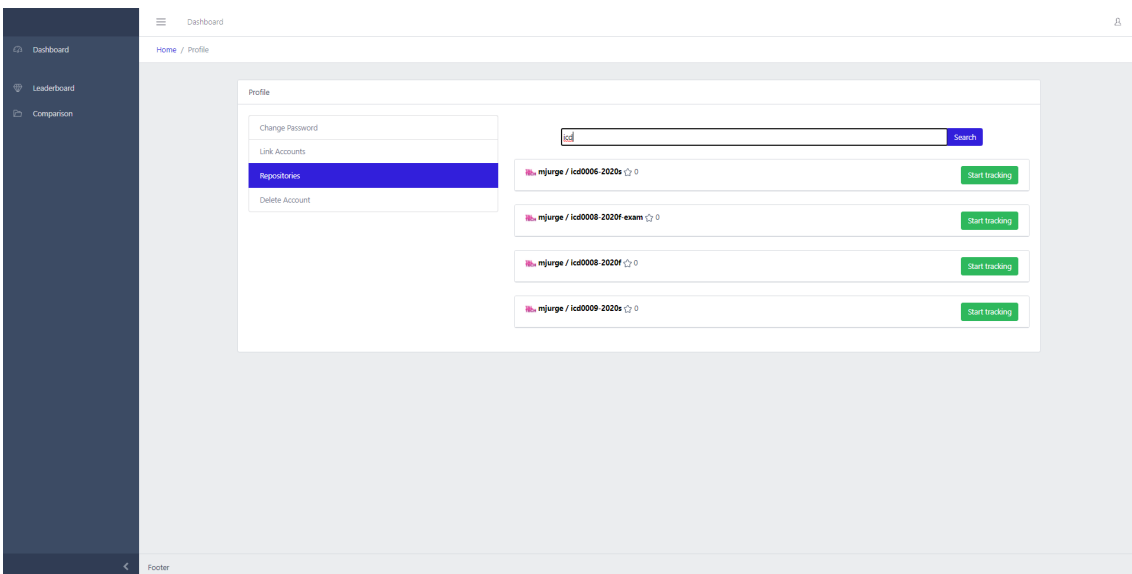 Dashboard
Home / Profile
Dashboard
Leaderboard
Comparison
Profile
Change Password
Link Accounts
Repositories
Delete Account
icd Search
mjurge / icd0006-2020s 0 Start tracking
mjurge / icd0008-2020f-exam 0 Start tracking
mjurge / icd0008-2020f 0 Start tracking
mjurge / icd0009-2020s 0 Start tracking
Footer